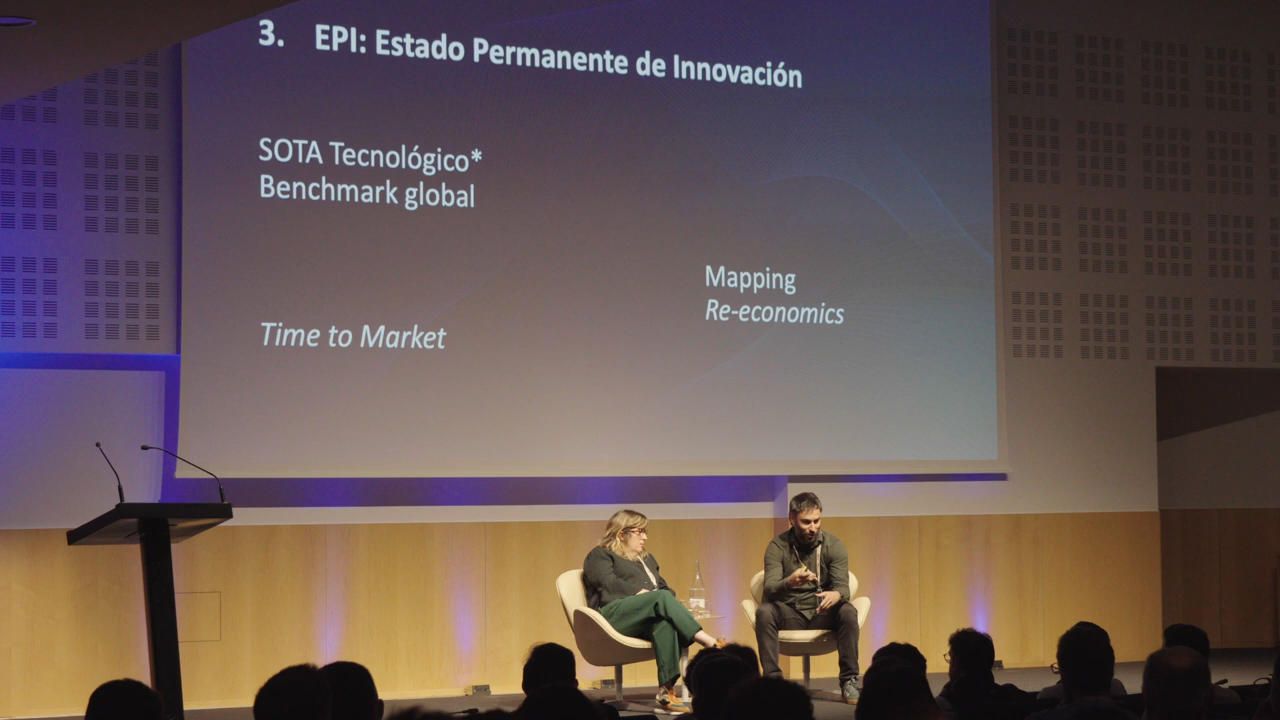 3. EPI: Estado Permanente de Innovación
SOTA Tecnológico*
Benchmark global
Mapping
Re-economics
Time to Market